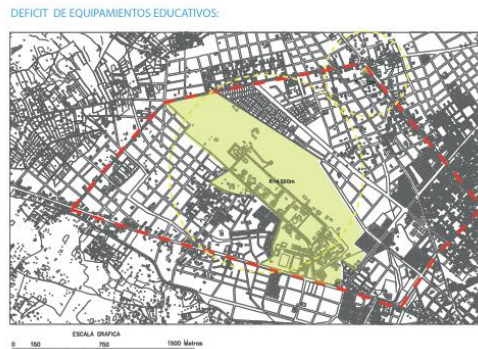 DEFICIT DE EQUIPAMIENTOS EDUCATIVOS:
ESCALA GRAFICA
0 150 750 1500 Metros